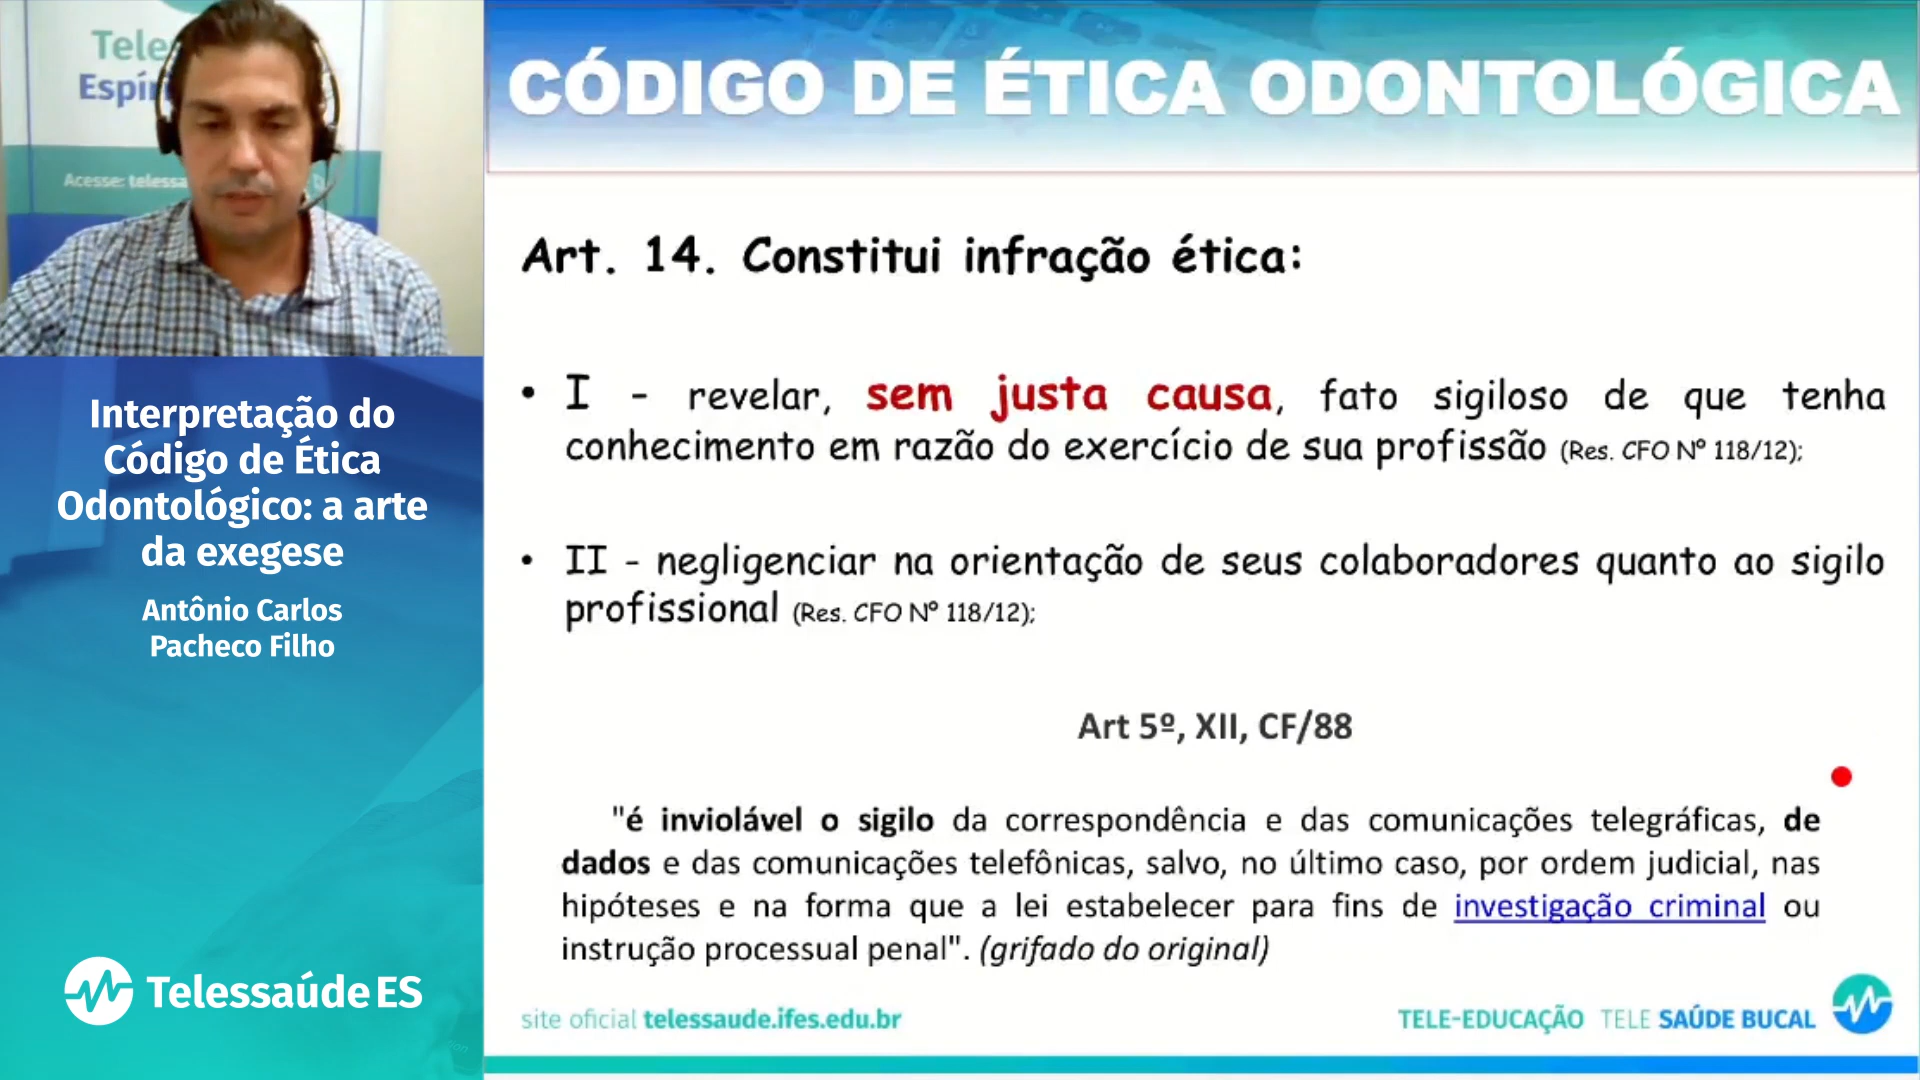 Acesse:
CÓDIGO DE ÉTICA ODONTOLÓGICA
Art. 14. Constitui infração ética:
• I - revelar, sem justa causa, fato sigiloso de que tenha
conhecimento em razão do exercício de sua profissão (Res. CFO Nº 118/12);
• II - negligenciar na orientação de seus colaboradores quanto ao sigilo
profissional (Res. CFO Nº 118/12);
Art 5º, XII, CF/88
"é inviolável o sigilo da correspondência e das comunicações telegráficas, de
dados e das comunicações telefônicas, salvo, no último caso, por ordem judicial, nas
hipóteses e na forma que a lei estabelecer para fins de investigação criminal ou
instrução processual penal". (grifado do original)
site oficial telessaude.ifes.edu.br
TELE-EDUCAÇÃO TELE SAÚDE BUCAL
Interpretação do
Código de Ética
Odontológico: a arte
da exegese
Antônio Carlos
Pacheco Filho
Telessaúde ES